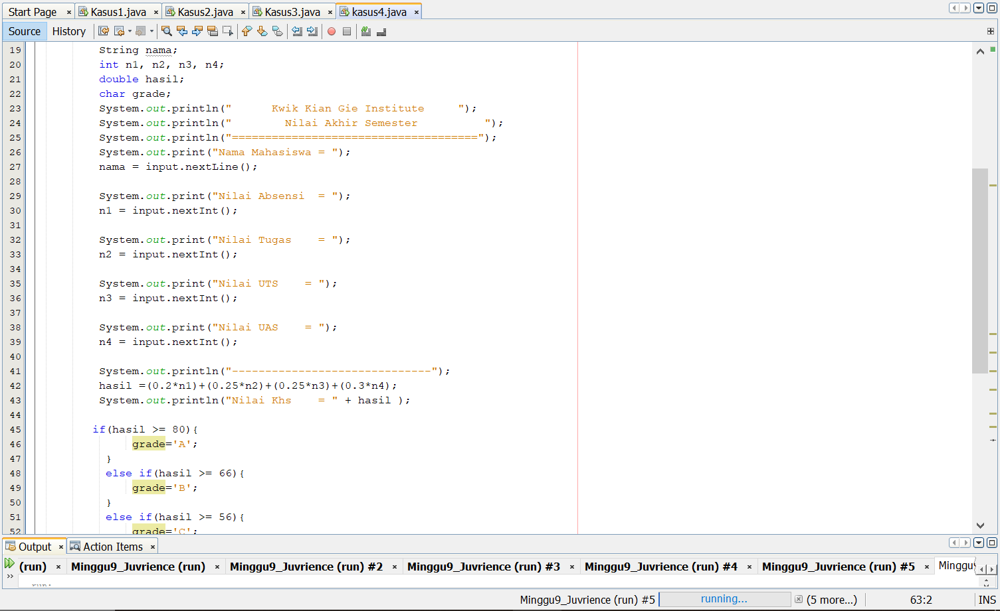 Start Page × Kasus1.java × Kasus2.java × Kasus3.java × kasus4.java ×
Source History
19 String nama;
20 int n1, n2, n3, n4;
21 double hasil;
22 char grade;
23 System.out.println("      Kwik Kian Gie Institute     ");
24 System.out.println("        Nilai Akhir Semester          ");
25 System.out.println("=====================================");
26 System.out.print("Nama Mahasiswa = ");
27 nama = input.nextLine();
28
29 System.out.print("Nilai Absensi  = ");
30 n1 = input.nextInt();
31
32 System.out.print("Nilai Tugas    = ");
33 n2 = input.nextInt();
34
35 System.out.print("Nilai UTS    = ");
36 n3 = input.nextInt();
37
38 System.out.print("Nilai UAS    = ");
39 n4 = input.nextInt();
40
41 System.out.println("------------------------------");
42 hasil =(0.2*n1)+(0.25*n2)+(0.25*n3)+(0.3*n4);
43 System.out.println("Nilai Khs    = " + hasil );
44
45 if(hasil >= 80){
46 grade='A';
47 }
48 else if(hasil >= 66){
49 grade='B';
50 }
51 else if(hasil >= 56){
52 grade='C';
Output × Action Items ×
(run) × Minggu9_Juvrience (run) × Minggu9_Juvrience (run) #2 × Minggu9_Juvrience (run) #3 × Minggu9_Juvrience (run) #4 × Minggu9_Juvrience (run) #5 × Minggu9
run:
Minggu9_Juvrience (run) #5 running... (5 more...) 63:2 INS